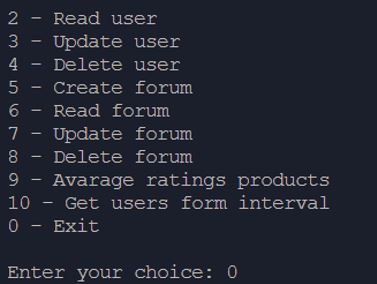 2 – Read user
3 – Update user
4 – Delete user
5 – Create forum
6 – Read forum
7 – Update forum
8 – Delete forum
9 – Avarage ratings products
10 – Get users form interval
0 – Exit
Enter your choice: 0